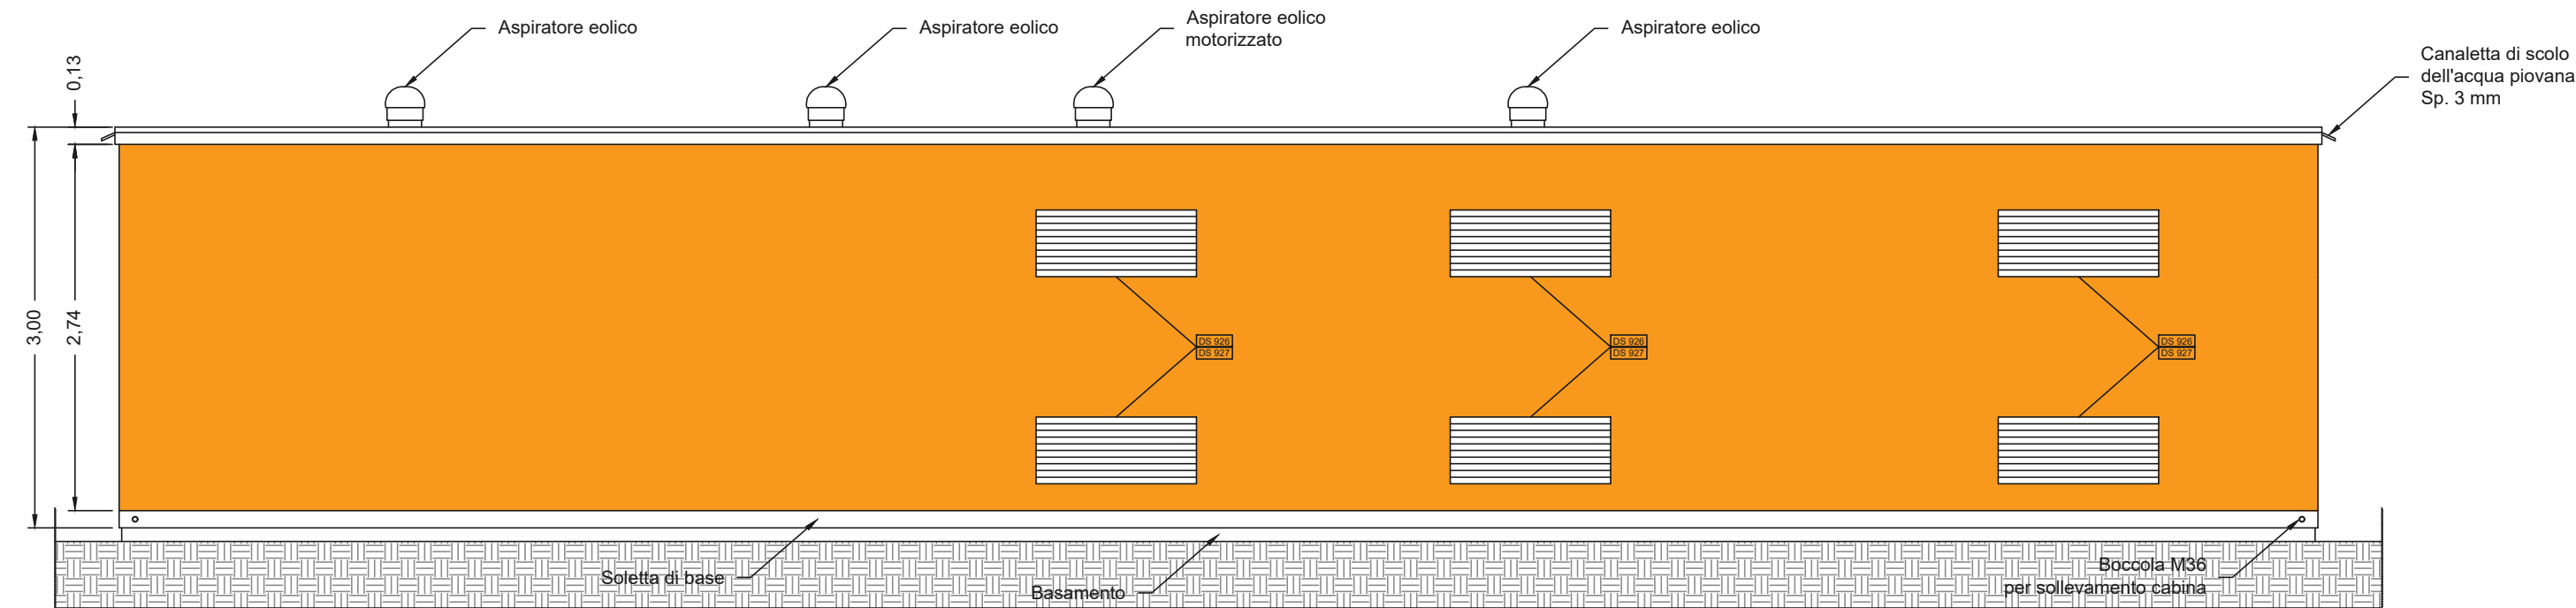 Aspiratore eolico
Aspiratore eolico
Aspiratore eolico
motorizzato
Aspiratore eolico
Canaletta di scolo
dell'acqua piovana
Sp. 3 mm
0,13
3,00
2,74
DS 926
DS 927
DS 926
DS 927
DS 926
DS 927
Soletta di base
Basamento
Boccola M36
per sollevamento cabina